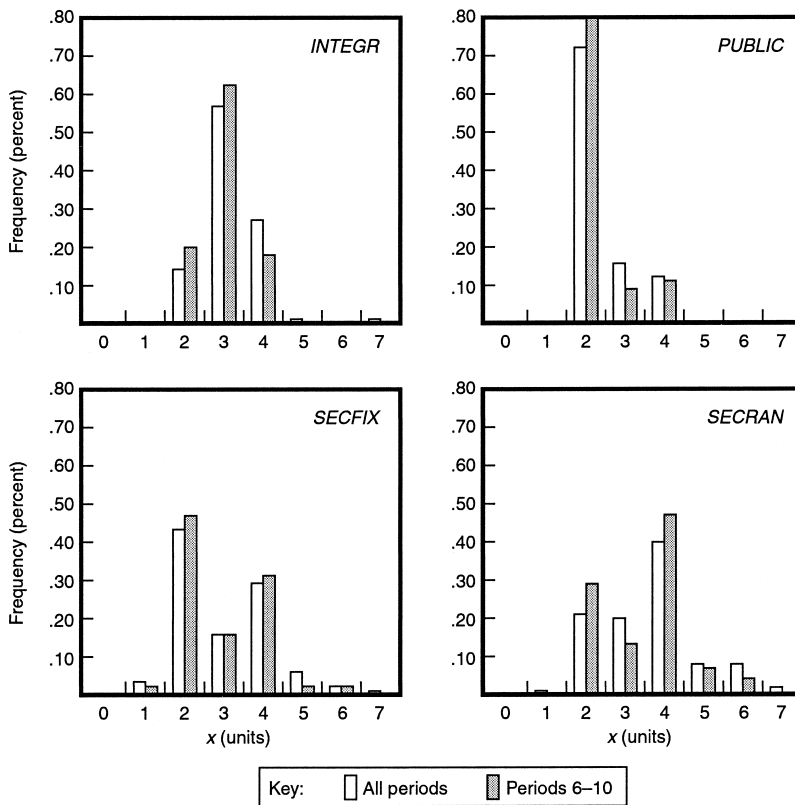 INTEGR
Frequency (percent)
.80
.70
.60
.50
.40
.30
.20
.10
0 1 2 3 4 5 6 7
PUBLIC
.80
.70
.60
.50
.40
.30
.20
.10
0 1 2 3 4 5 6 7
SECFIX
Frequency (percent)
.80
.70
.60
.50
.40
.30
.20
.10
0 1 2 3 4 5 6 7
x (units)
SECRAN
.80
.70
.60
.50
.40
.30
.20
.10
0 1 2 3 4 5 6 7
x (units)
Key: All periods Periods 6–10